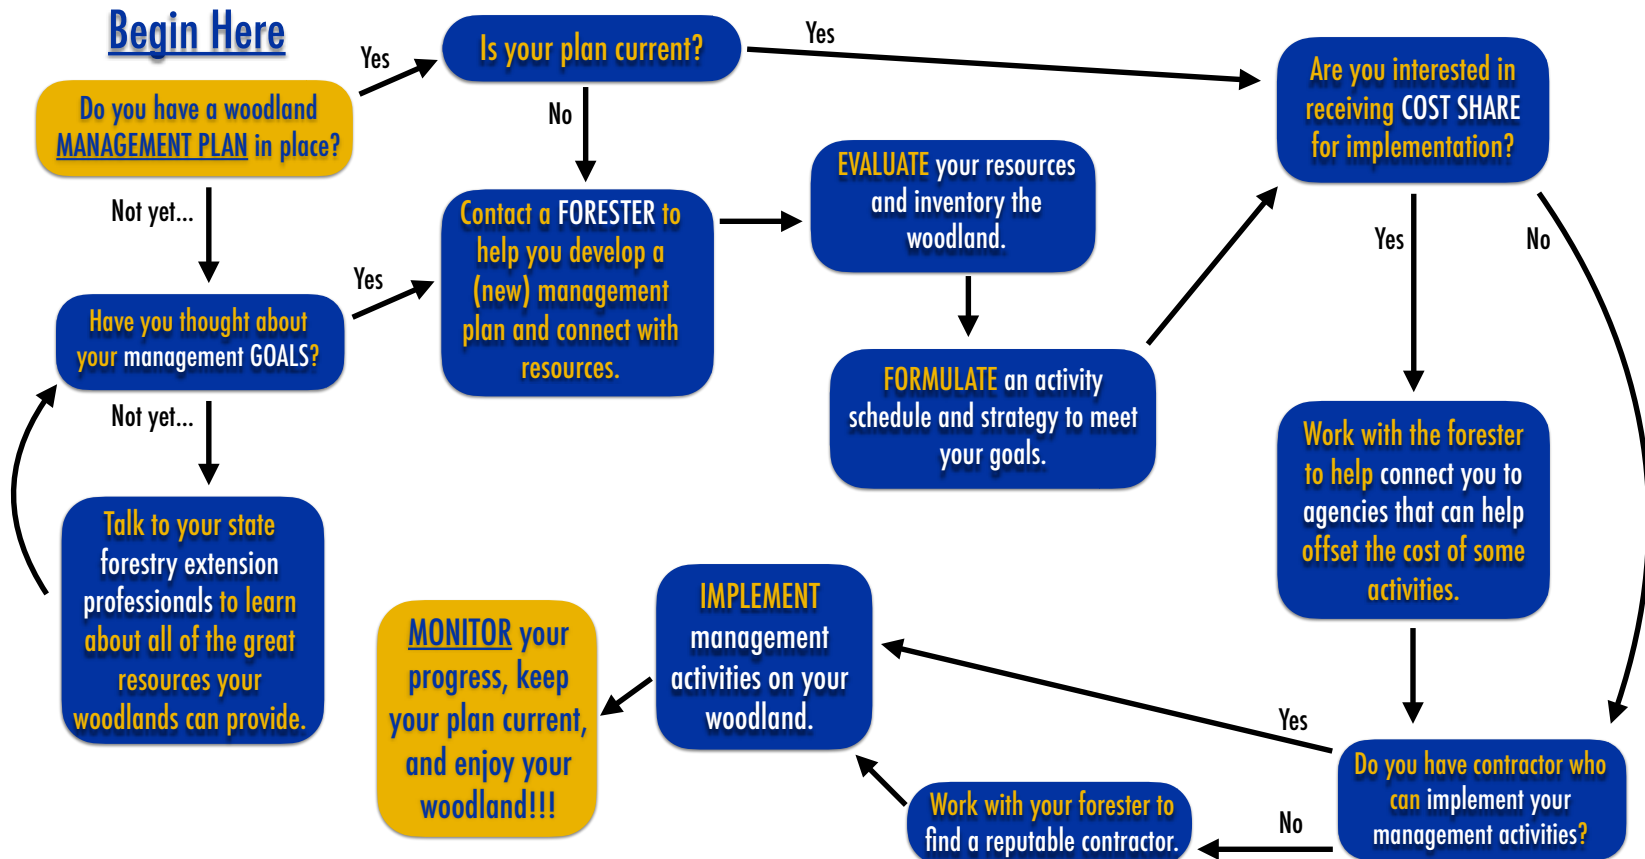 Begin Here
Do you have a woodland
MANAGEMENT PLAN in place?
Yes
Is your plan current?
Yes
No
Not yet...
Have you thought about
your management GOALS?
Yes
Not yet...
Talk to your state
forestry extension
professionals to learn
about all of the great
resources your
woodlands can provide.
Contact a FORESTER to
help you develop a
(new) management
plan and connect with
resources.
EVALUATE your resources
and inventory the
woodland.
FORMULATE an activity
schedule and strategy to meet
your goals.
Are you interested in
receiving COST SHARE
for implementation?
Yes
No
Work with the forester
to help connect you to
agencies that can help
offset the cost of some
activities.
Do you have contractor who
can implement your
management activities?
Yes
No
Work with your forester to
find a reputable contractor.
IMPLEMENT
management
activities on your
woodland.
MONITOR your
progress, keep
your plan current,
and enjoy your
woodland!!!